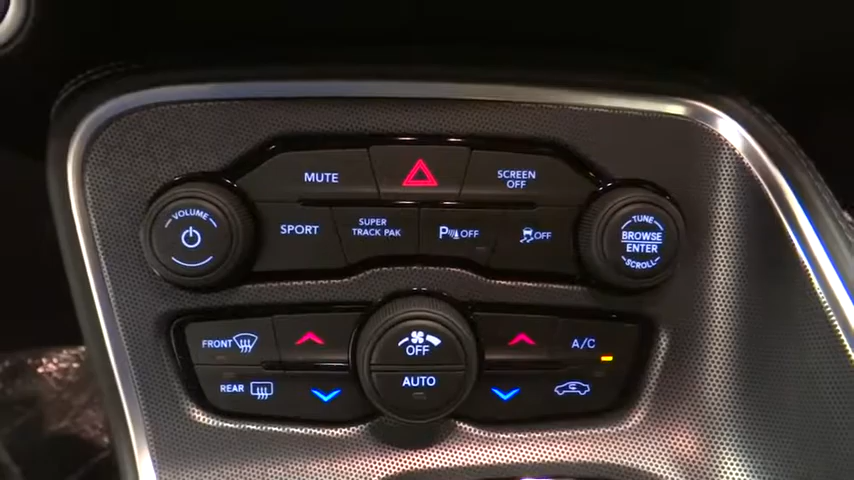 MUTE
SCREEN
OFF
VOLUME
SPORT
SUPER
TRACK PAK
P OFF
OFF
TUNE
BROWSE
ENTER
SCROLL
FRONT
OFF
A/C
REAR
AUTO